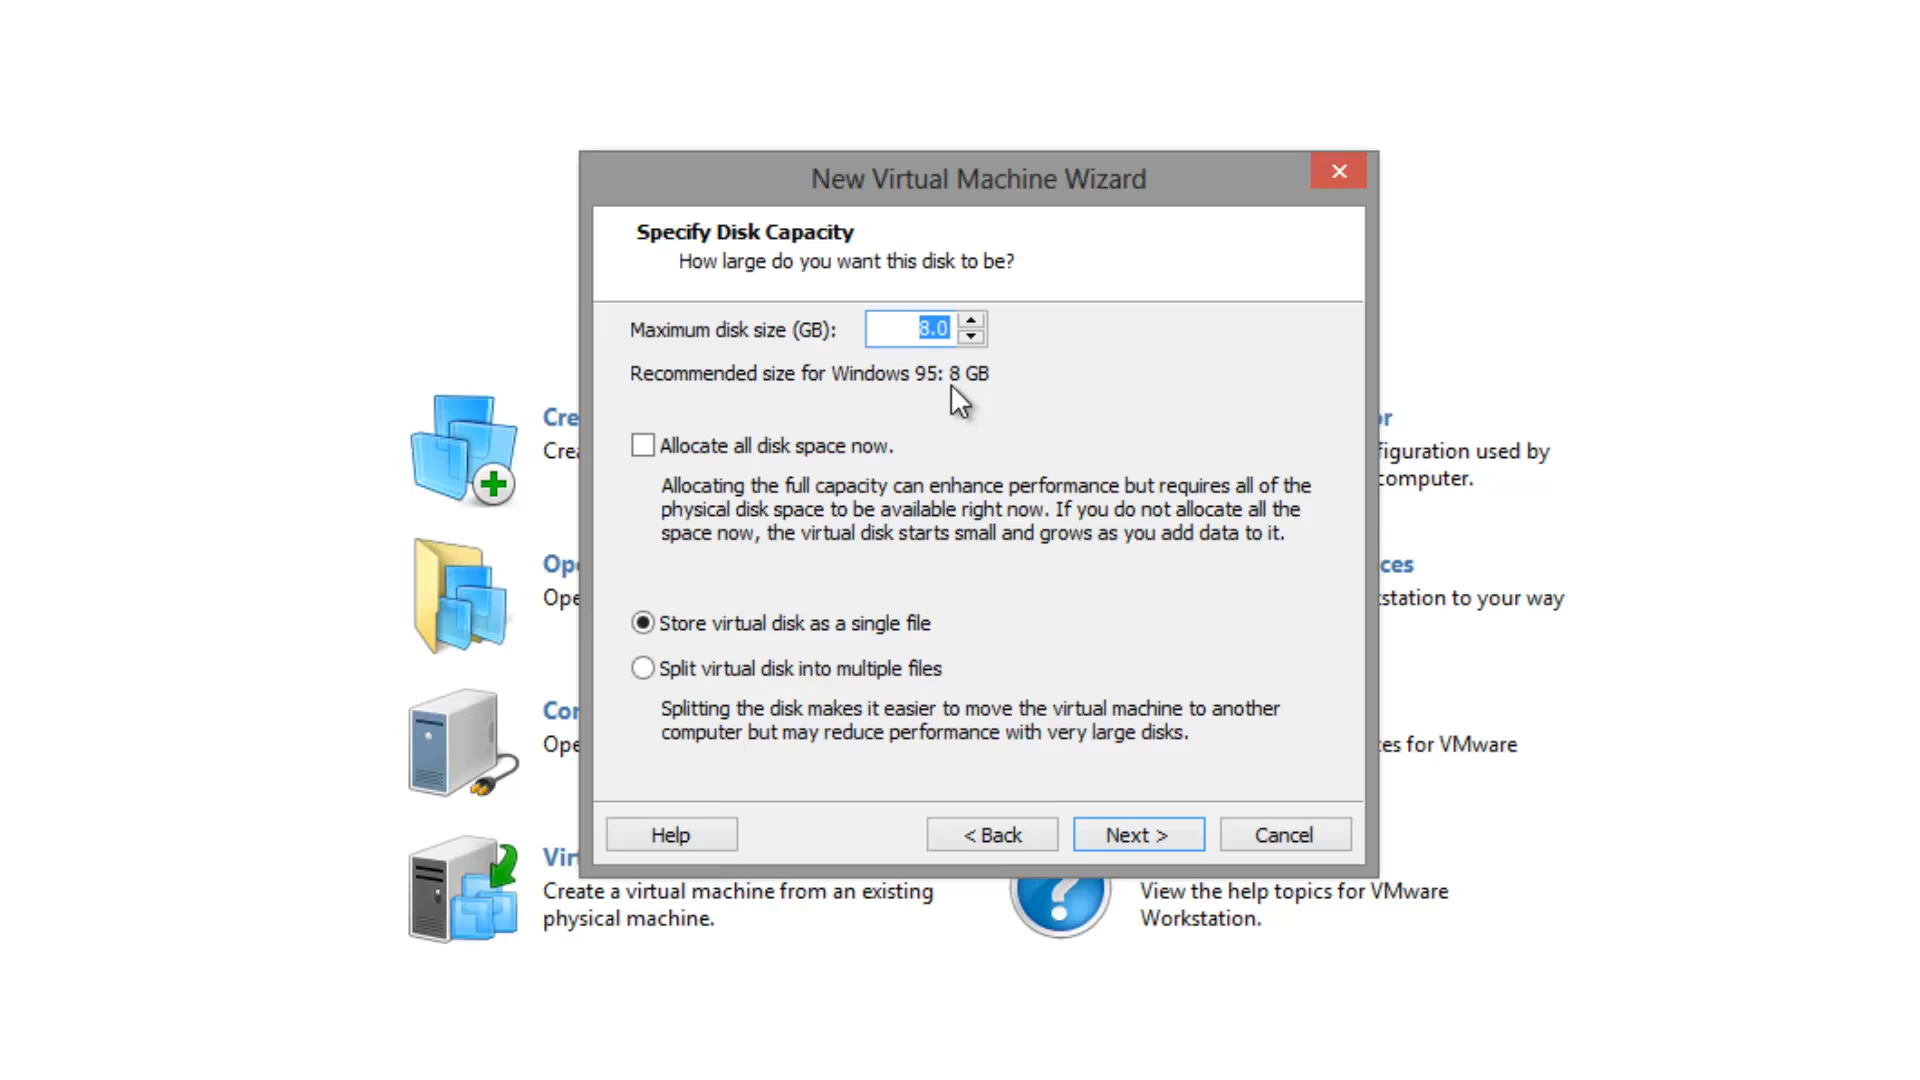 New Virtual Machine Wizard
Specify Disk Capacity
How large do you want this disk to be?
Maximum disk size (GB): 8.0
Recommended size for Windows 95: 8 GB
Allocate all disk space now.
Allocating the full capacity can enhance performance but requires all of the
physical disk space to be available right now. If you do not allocate all the
space now, the virtual disk starts small and grows as you add data to it.
Store virtual disk as a single file
Split virtual disk into multiple files
Splitting the disk makes it easier to move the virtual machine to another
computer but may reduce performance with very large disks.
Help
< Back
Next >
Cancel
Cre
Crea
Ope
Ope
Con
Ope
Virt
Create a virtual machine from an existing
physical machine.
or
figuration used by
computer.
ces
kstation to your way
tes for VMware
View the help topics for VMware
Workstation.